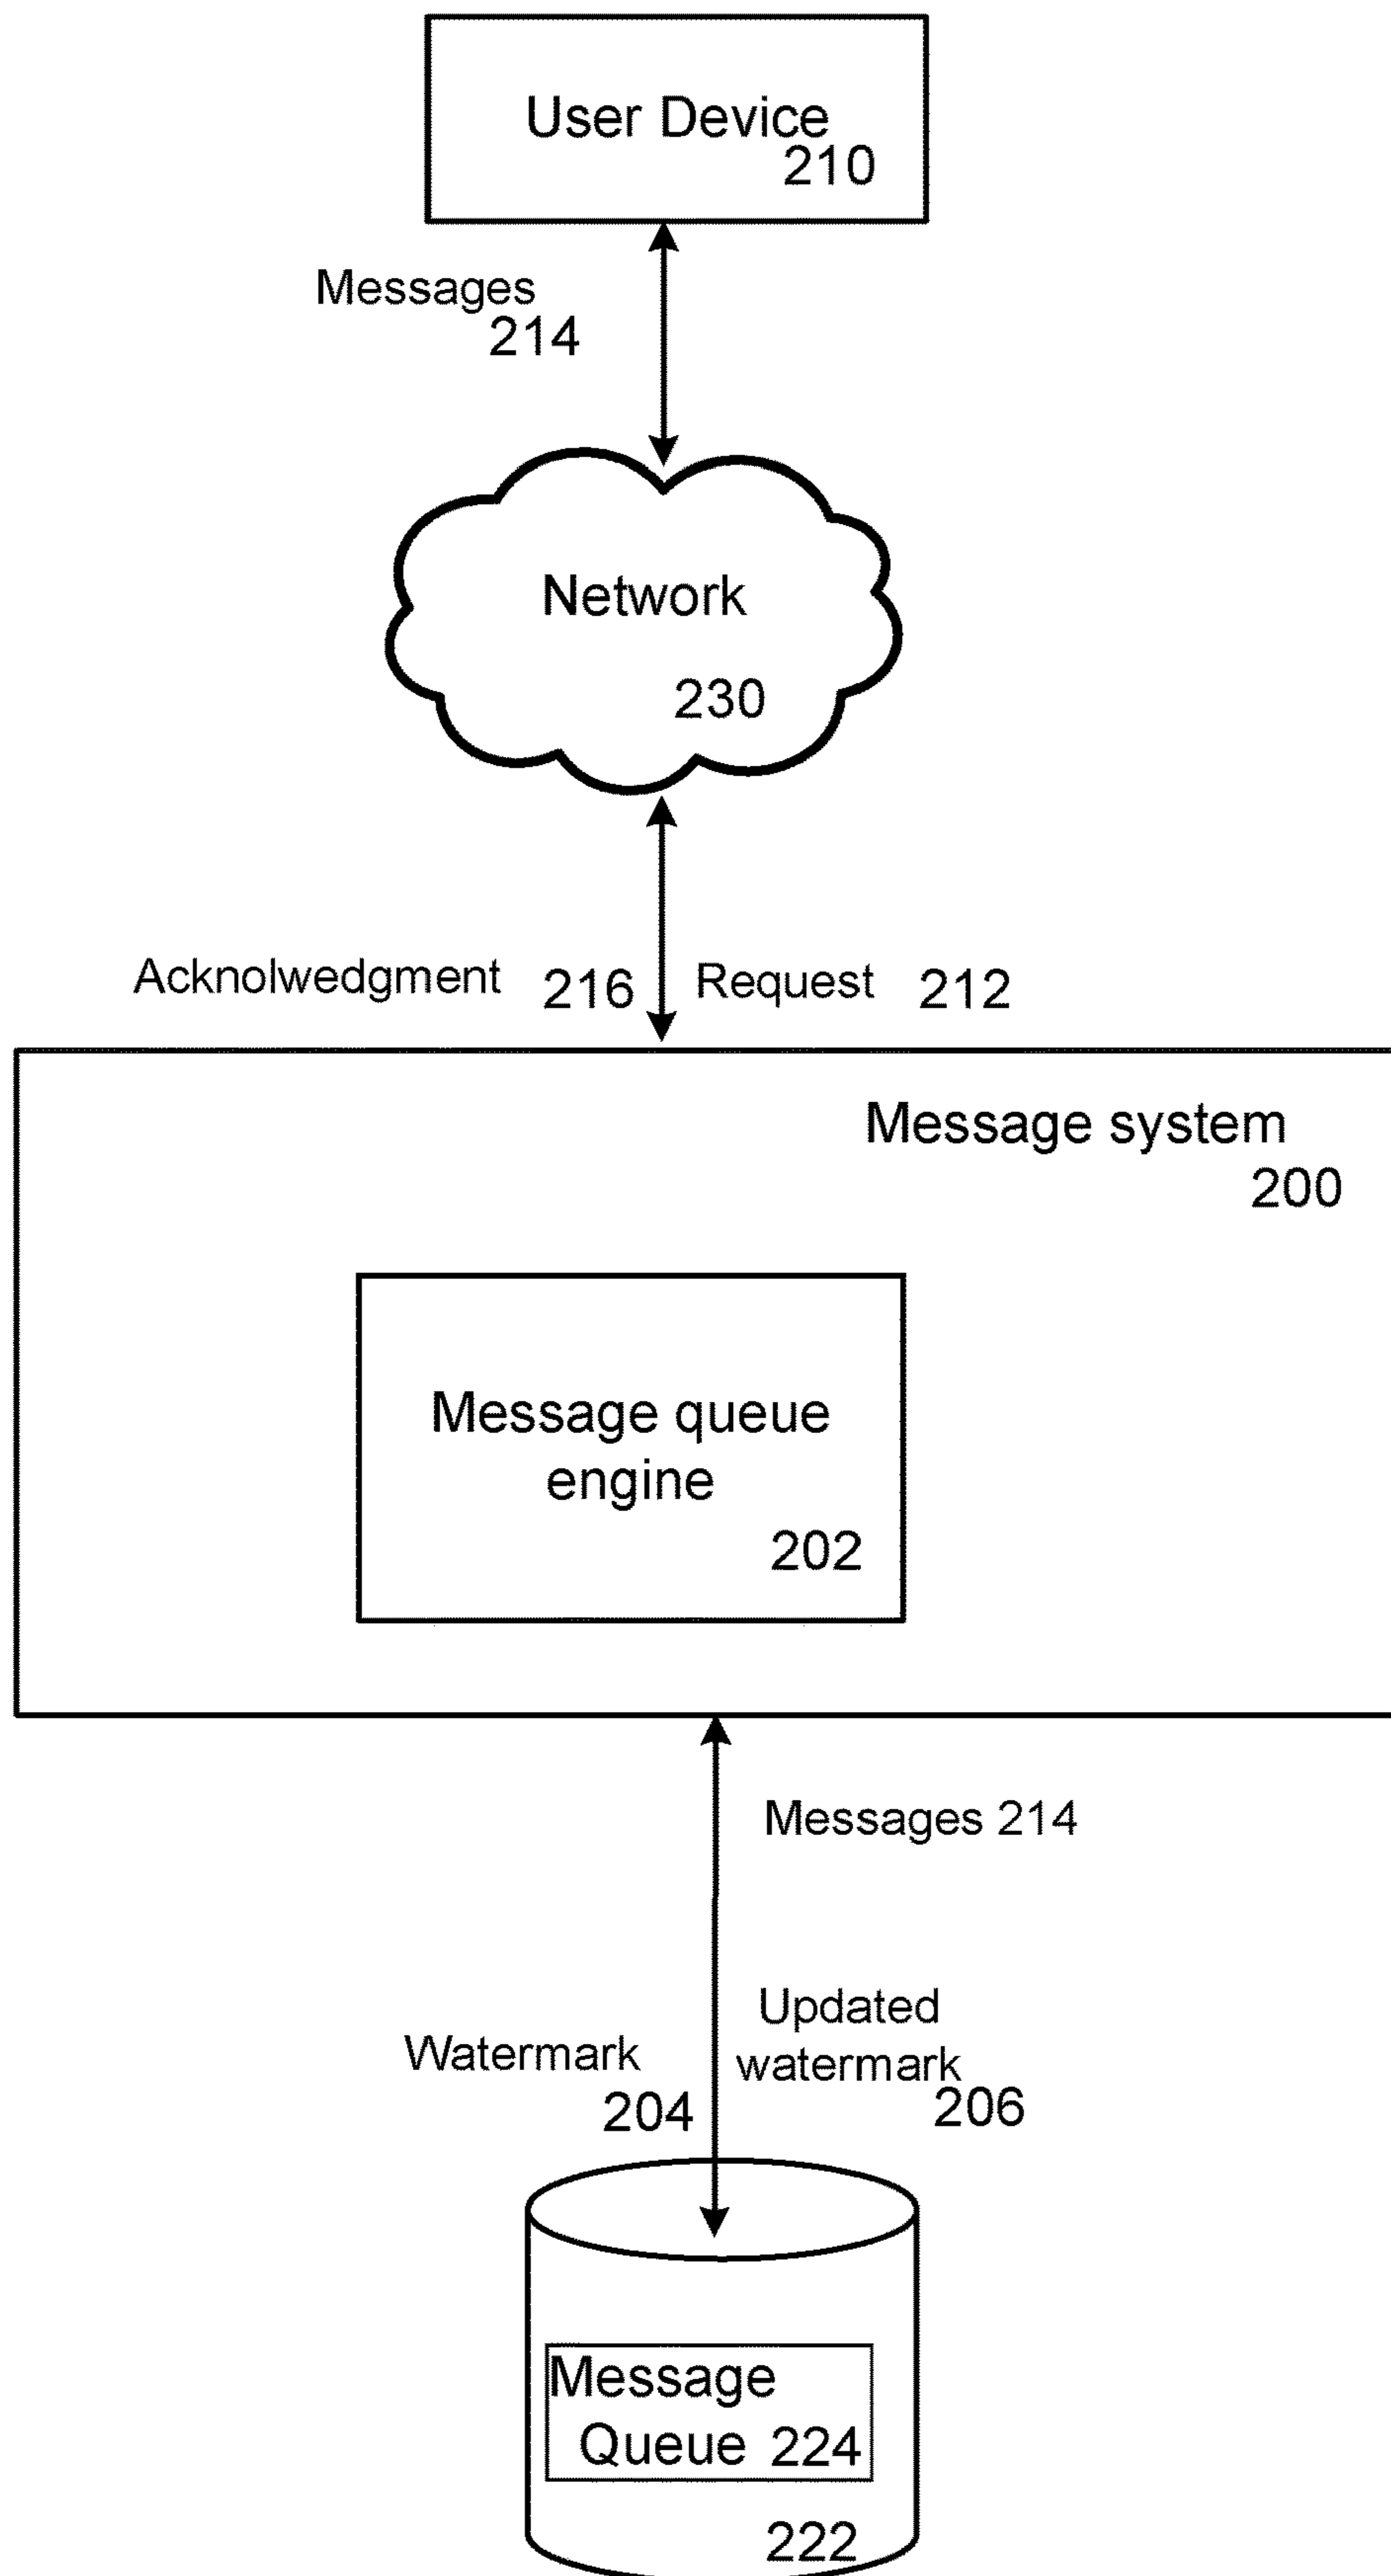 User Device
210
Messages
214
Network
230
Acknolwedgment 216 Request 212
Message system
200
Message queue
engine
202
Messages 214
Updated
Watermark watermark
204 206
Message
Queue 224
222